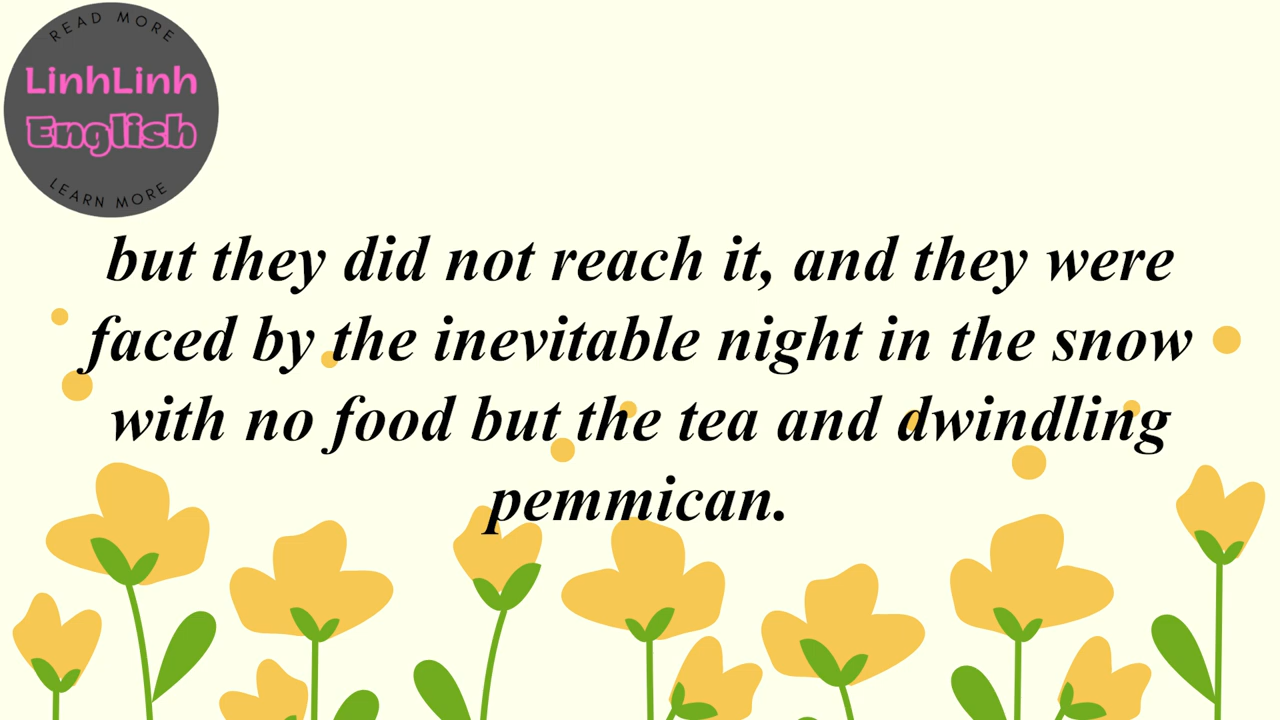 READ MORE
LinhLinh
English
LEARN MORE
but they did not reach it, and they were
faced by the inevitable night in the snow
with no food but the tea and dwindling
pemmican.